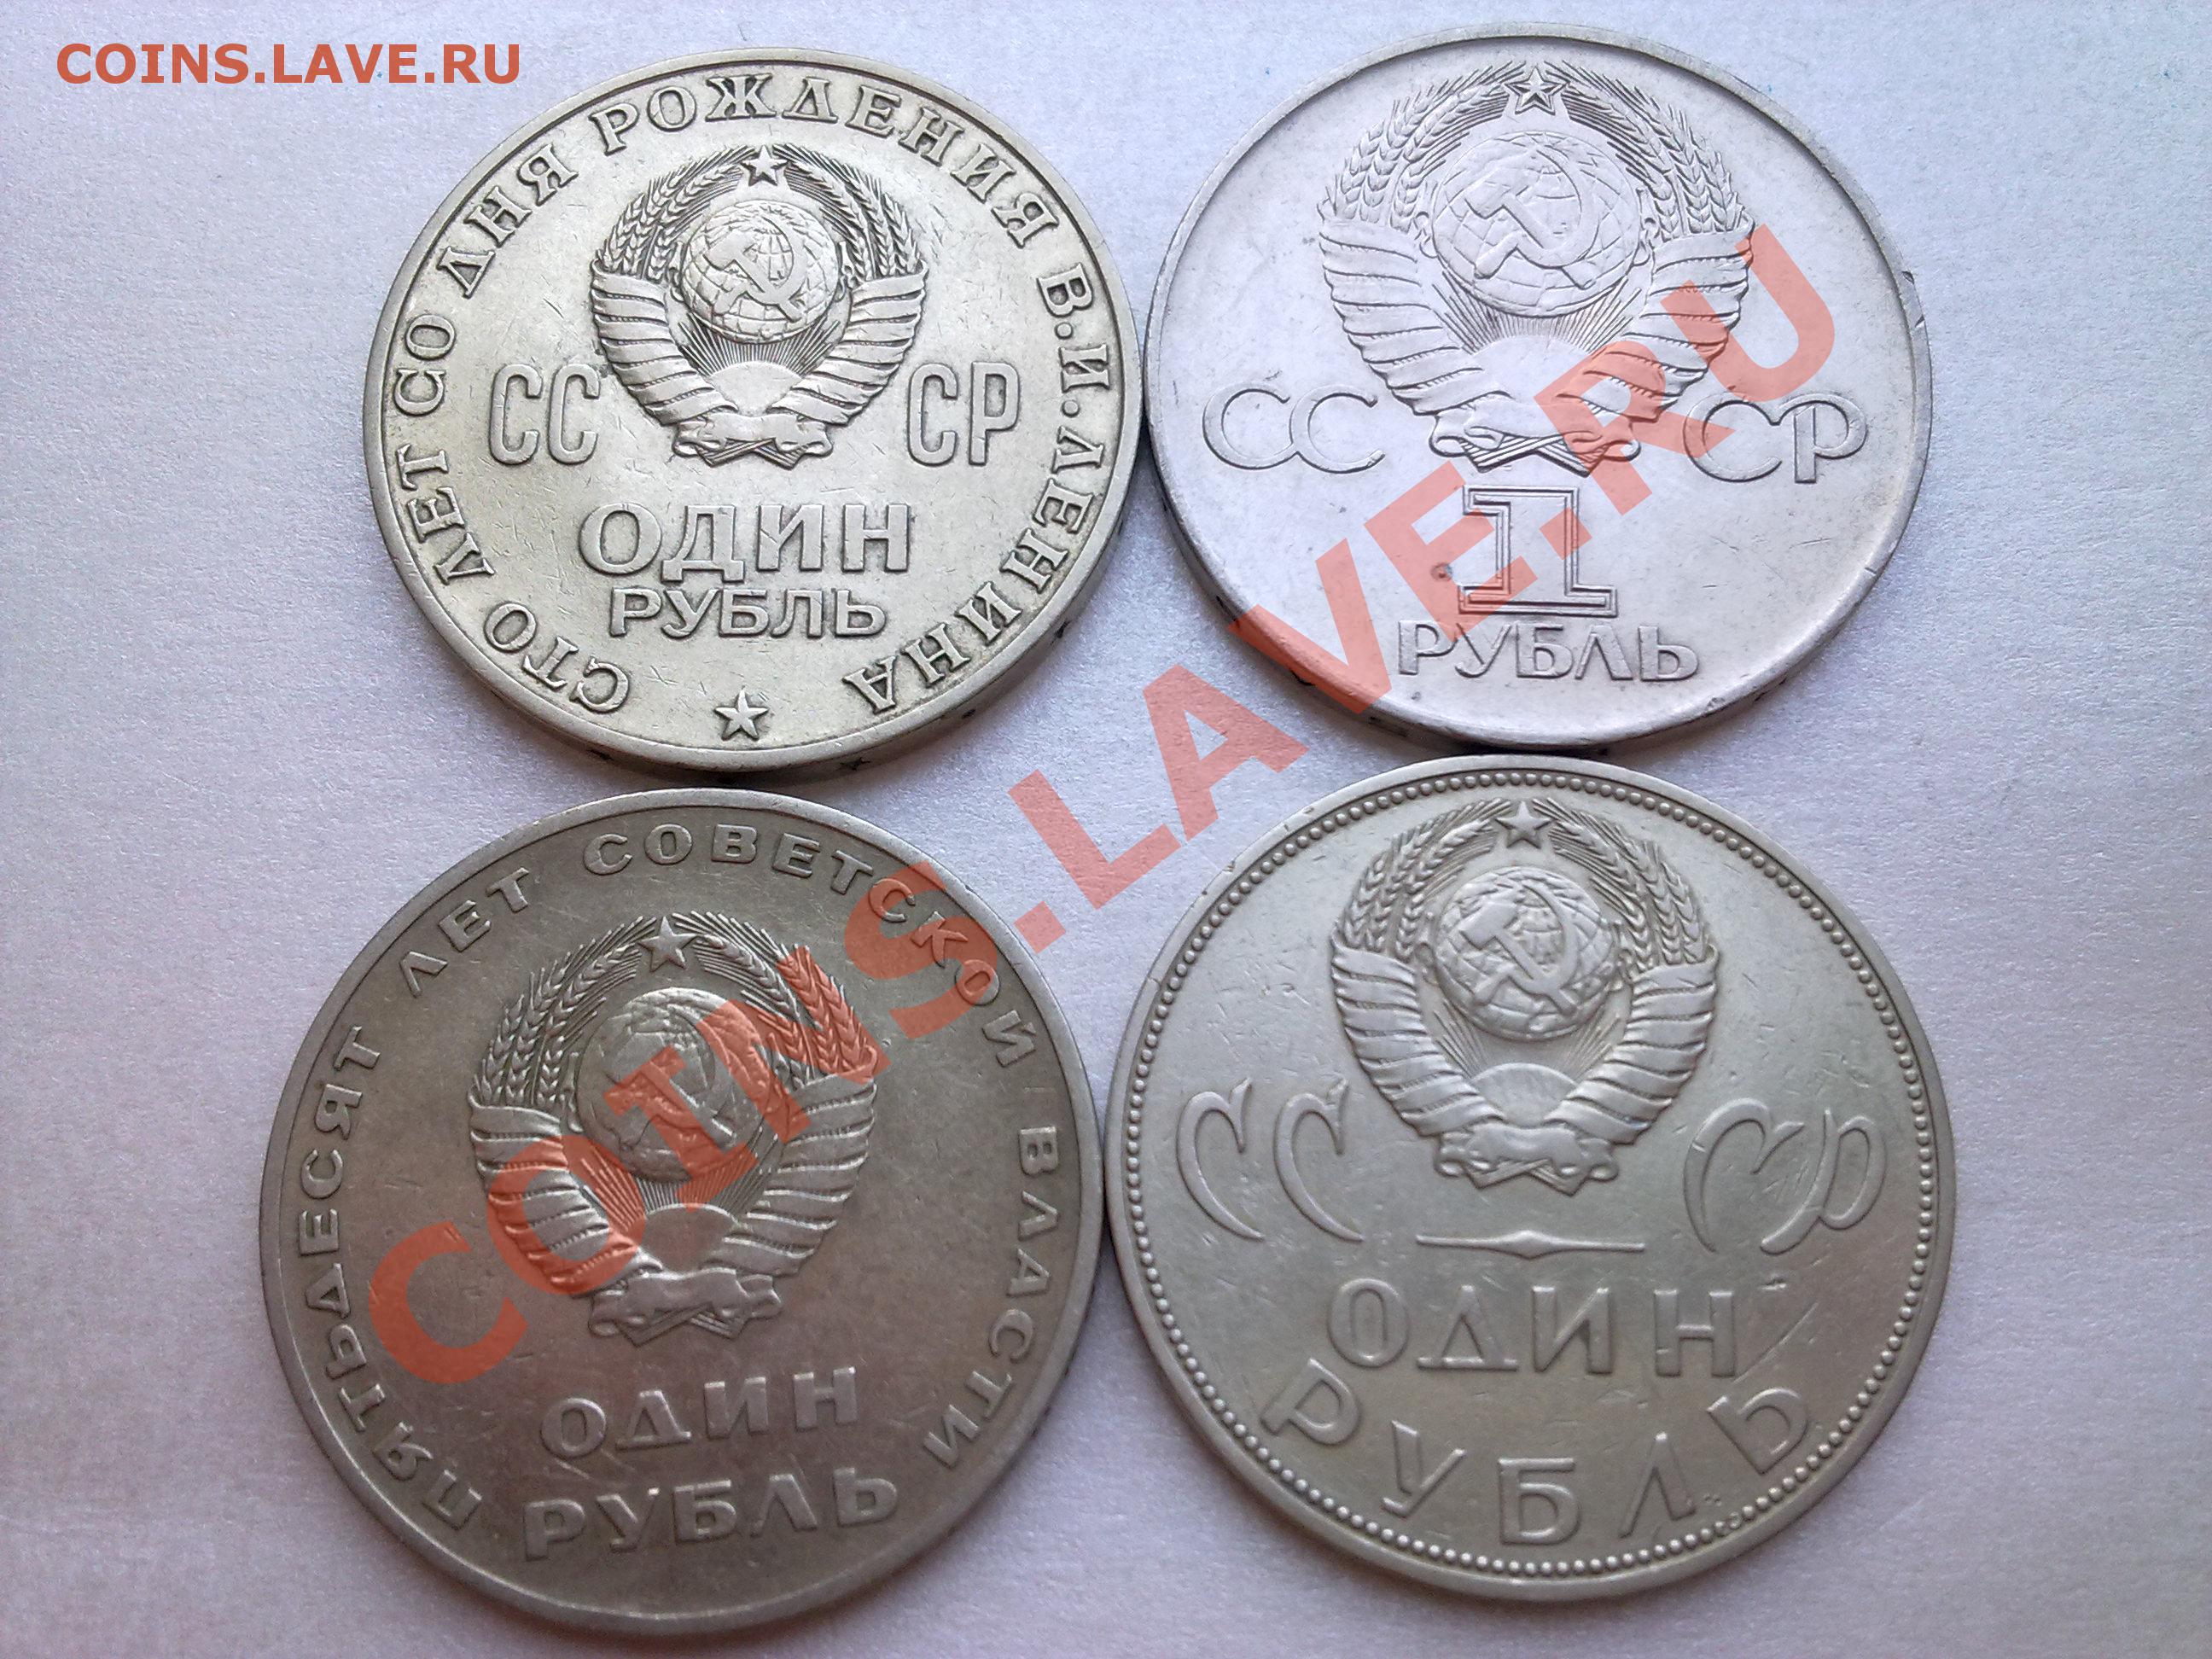 COINS.LAVE.RU
СТО ЛЕТ СО ДНЯ РОЖДЕНИЯ В.И.ЛЕНИНА
СС СР
ОДИН
РУБЛЬ
СС СР
1
РУБЛЬ
ПЯТЬДЕСЯТ ЛЕТ СОВЕТСКОЙ ВЛАСТИ
ОДИН
РУБЛЬ
СС СР
ОДИН
РУБЛЬ
COINS.LAVE.RU